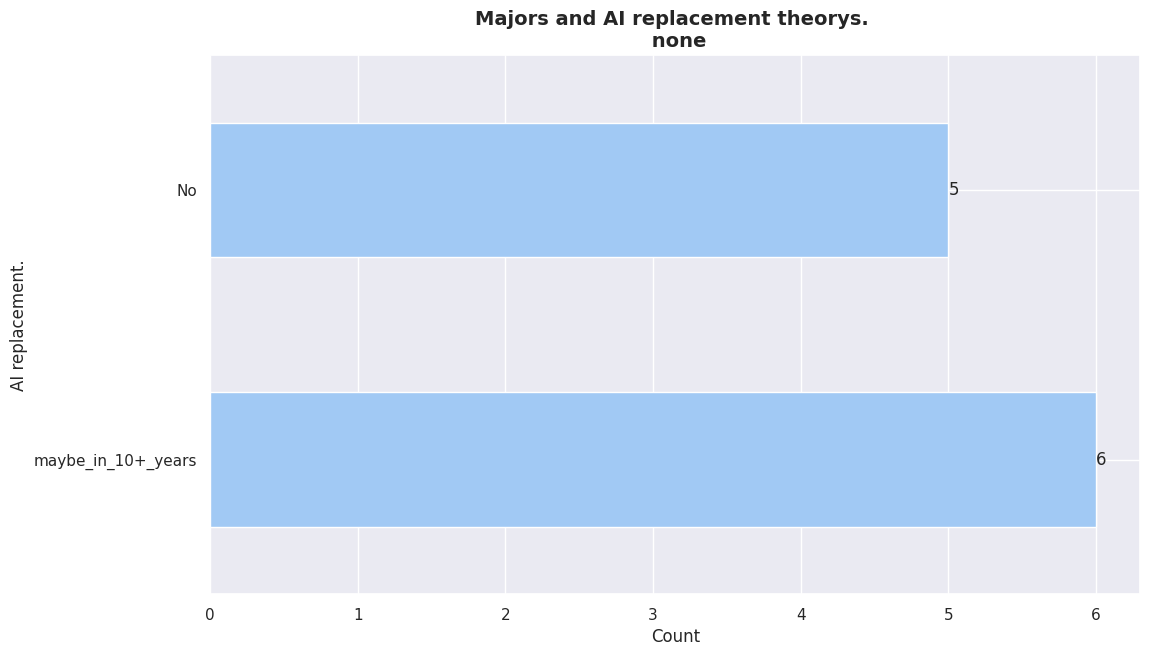 Majors and AI replacement theorys.
none
No
5
AI replacement.
maybe_in_10+_years
6
0 1 2 3 4 5 6
Count